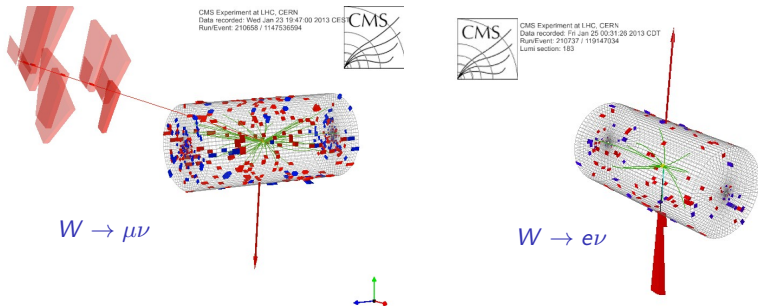 CMS Experiment at LHC, CERN
Data recorded: Wed Jan 23 19:47:00 2013 CEST
Run/Event: 210658 / 1147536594
CMS
W → μν
CMS
CMS Experiment at LHC, CERN
Data recorded: Fri Jan 25 00:31:26 2013 CDT
Run/Event: 210737 / 119147034
Lumi section: 183
W → eν